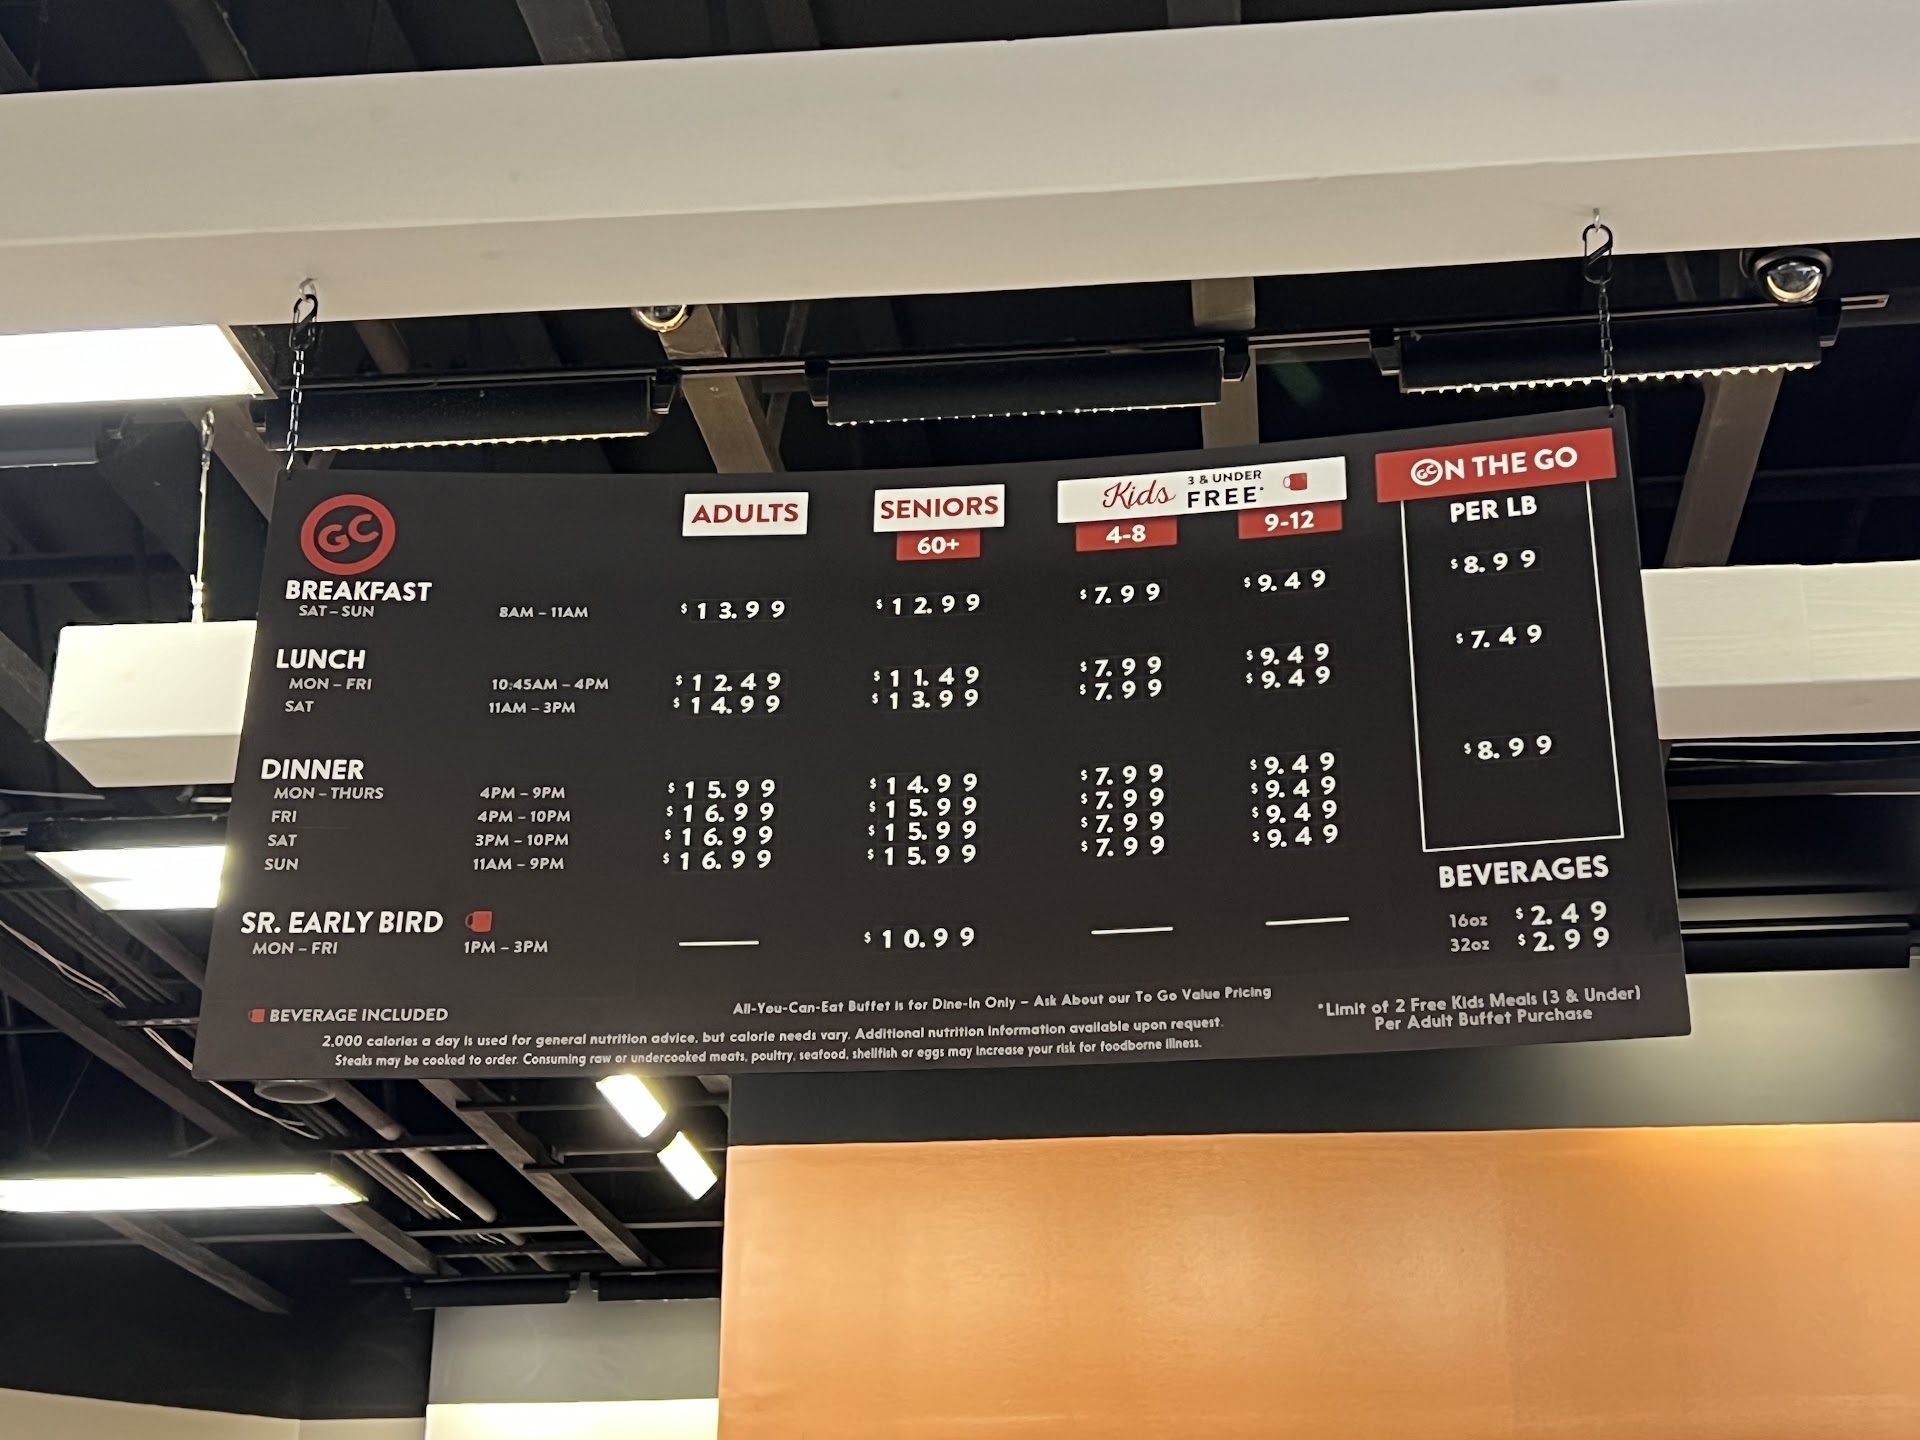 GC
ADULTS
SENIORS
60+
Kids 3 & UNDER FREE*
4-8
9-12
GC ON THE GO
PER LB
BREAKFAST
SAT – SUN 8AM – 11AM $13.99 $12.99 $7.99 $9.49 $8.99
LUNCH $7.49
MON – FRI 10:45AM – 4PM $12.49 $11.49 $7.99 $9.49
SAT 11AM – 3PM $14.99 $13.99 $7.99 $9.49
DINNER $8.99
MON – THURS 4PM – 9PM $15.99 $14.99 $7.99 $9.49
FRI 4PM – 10PM $16.99 $15.99 $7.99 $9.49
SAT 3PM – 10PM $16.99 $15.99 $7.99 $9.49
SUN 11AM – 9PM $16.99 $15.99 $7.99 $9.49
SR. EARLY BIRD
MON – FRI 1PM – 3PM $10.99
BEVERAGES
16oz $2.49
32oz $2.99
BEVERAGE INCLUDED
All-You-Can-Eat Buffet is for Dine-In Only – Ask About our To Go Value Pricing
*Limit of 2 Free Kids Meals (3 & Under)
Per Adult Buffet Purchase
2,000 calories a day is used for general nutrition advice, but calorie needs vary. Additional nutrition information available upon request.
Steaks may be cooked to order. Consuming raw or undercooked meats, poultry, seafood, shellfish or eggs may increase your risk for foodborne illness.